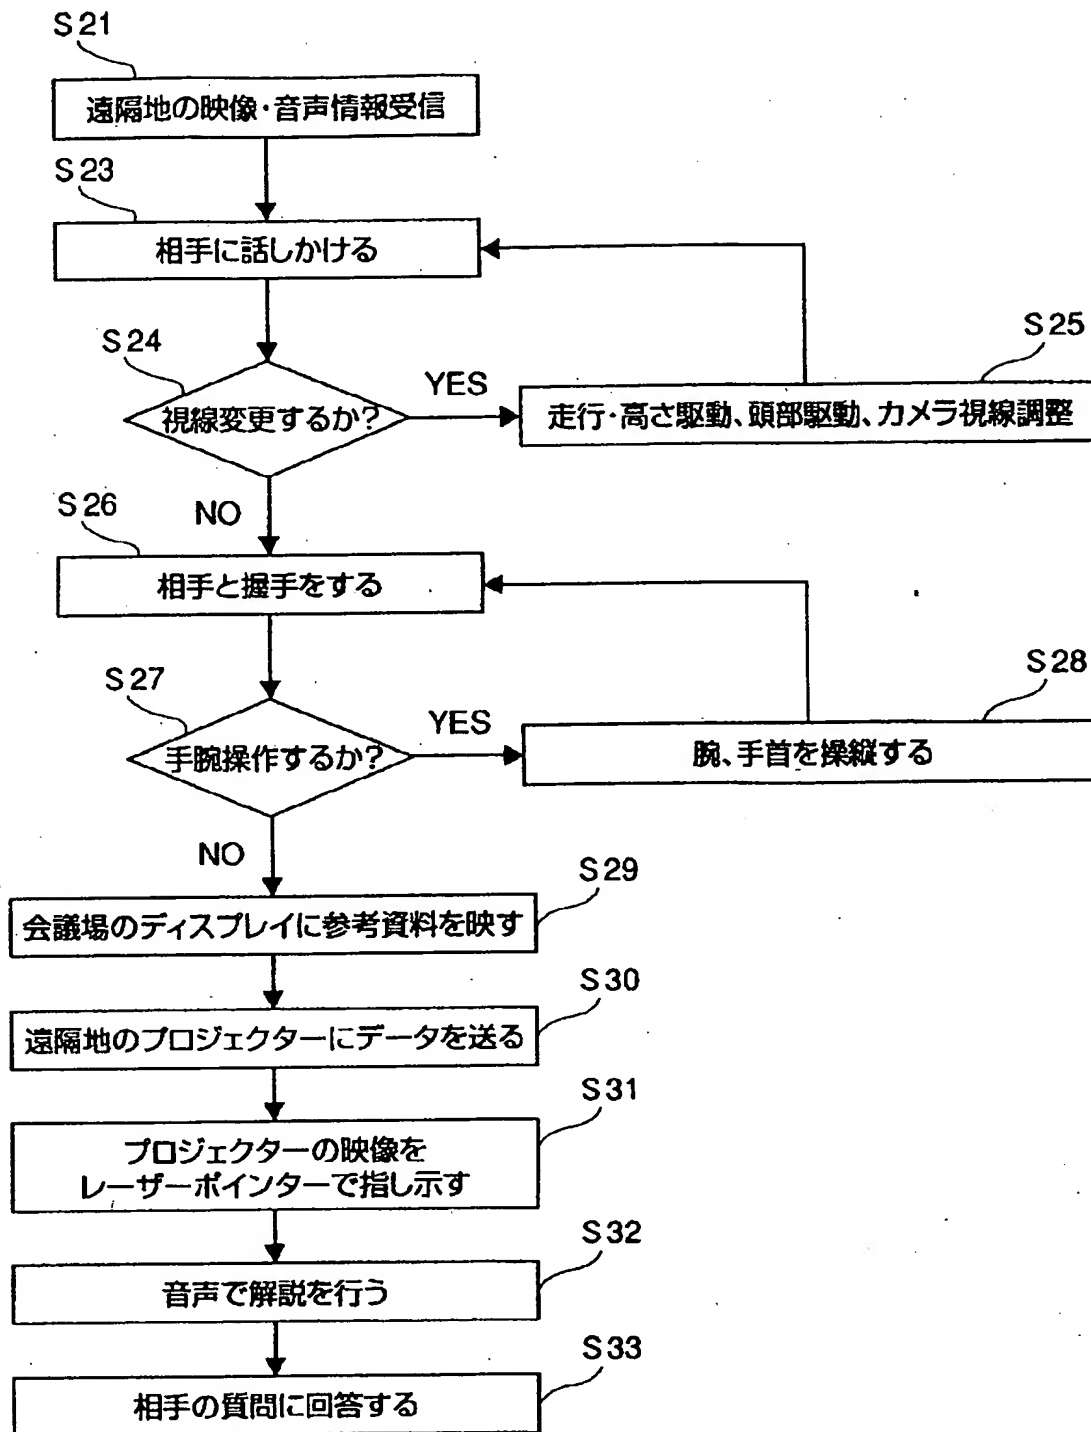 S21
遠隔地の映像・音声情報受信
S23
相手に話しかける
S24
視線変更するか?
YES
S25
走行・高さ駆動、頭部駆動、カメラ視線調整
NO
S26
相手と握手をする
S27
手腕操作するか?
YES
S28
腕、手首を操縦する
NO
S29
会議場のディスプレイに参考資料を映す
S30
遠隔地のプロジェクターにデータを送る
S31
プロジェクターの映像を
レーザーポインターで指し示す
S32
音声で解説を行う
S33
相手の質問に回答する